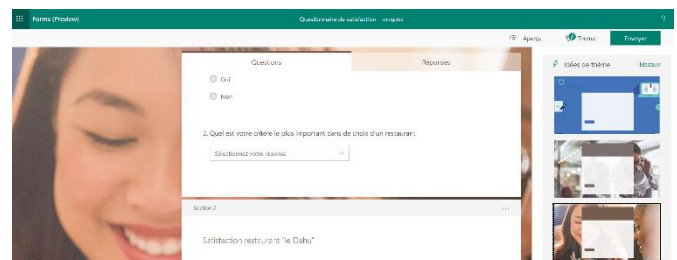 Forms (Preview)
Questionnaire de satisfaction
?
Aperçu
Thème
Envoyer
Questions
Réponses
Idées de thème
Masquer
Oui
Non
2. Quel est votre critère le plus important dans de choix d'un restaurant
Sélectionnez votre réponse
Section 2
...
Satisfaction restaurant "le Dahu"